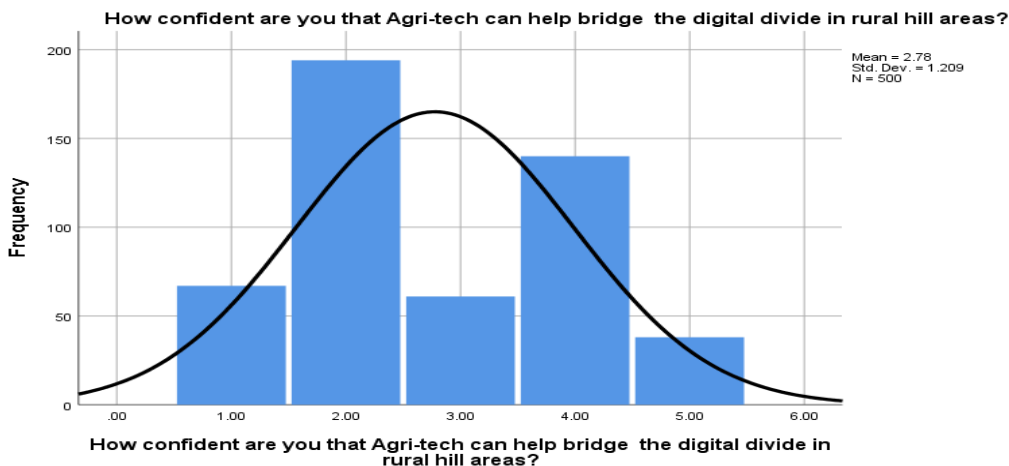 How confident are you that Agri-tech can help bridge  the digital divide in rural hill areas?
Mean = 2.78
Std. Dev. = 1.209
N = 500
200
150
100
50
0
Frequency
.00
1.00
2.00
3.00
4.00
5.00
6.00
How confident are you that Agri-tech can help bridge  the digital divide in
rural hill areas?